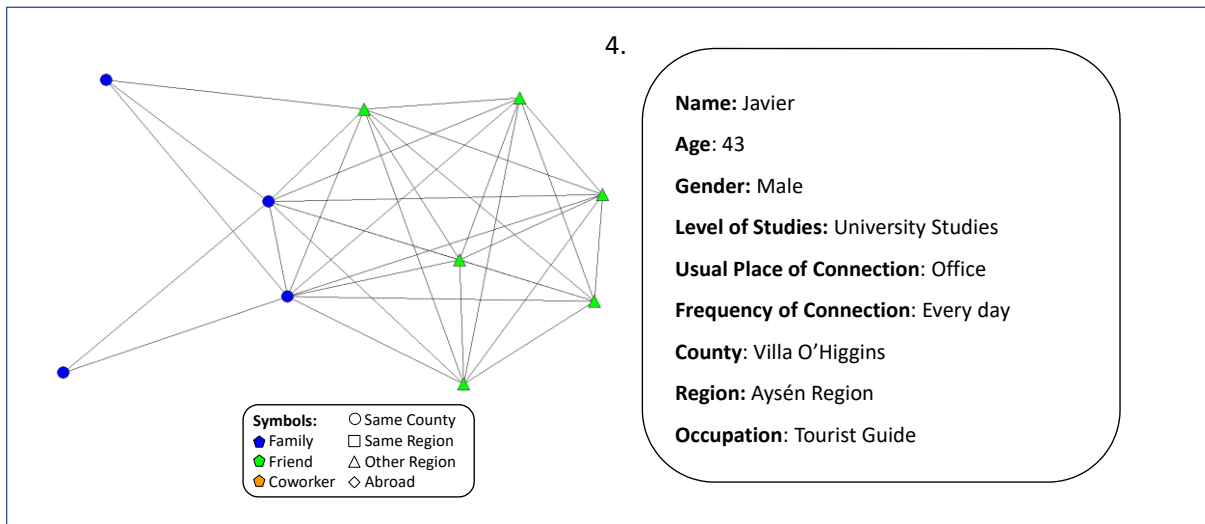 4.
Name: Javier
Age: 43
Gender: Male
Level of Studies: University Studies
Usual Place of Connection: Office
Frequency of Connection: Every day
County: Villa O’Higgins
Region: Aysén Region
Occupation: Tourist Guide
Symbols:
Family
Friend
Coworker
Same County
Same Region
Other Region
Abroad